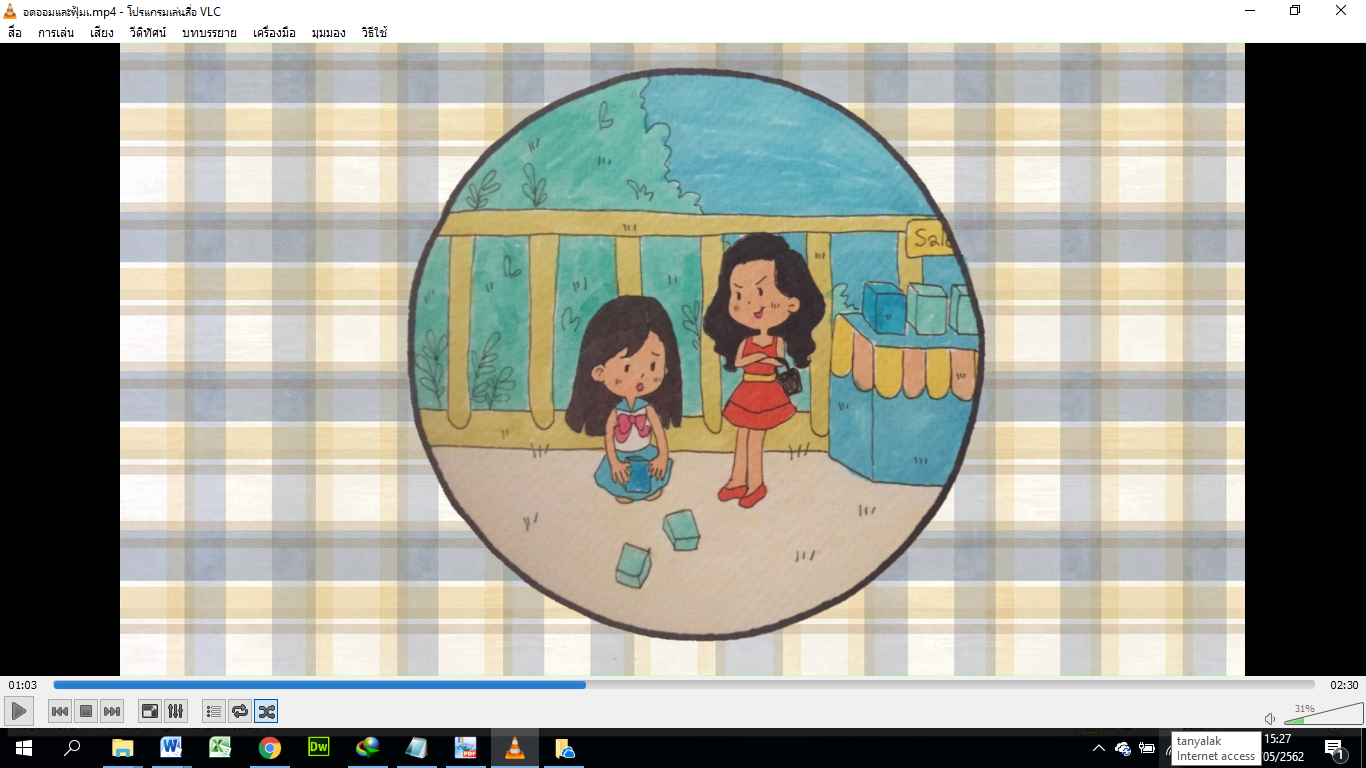 อดออมและฟุ้มเ.mp4 - โปรแกรมเล่นสื่อ VLC
สื่อ การเล่น เสียง วีดิทัศน์ บทบรรยาย เครื่องมือ มุมมอง วิธีใช้
Sale
01:03 02:30
31%
W X Dw PDF
tanyalak
Internet access
15:27
/05/2562
1